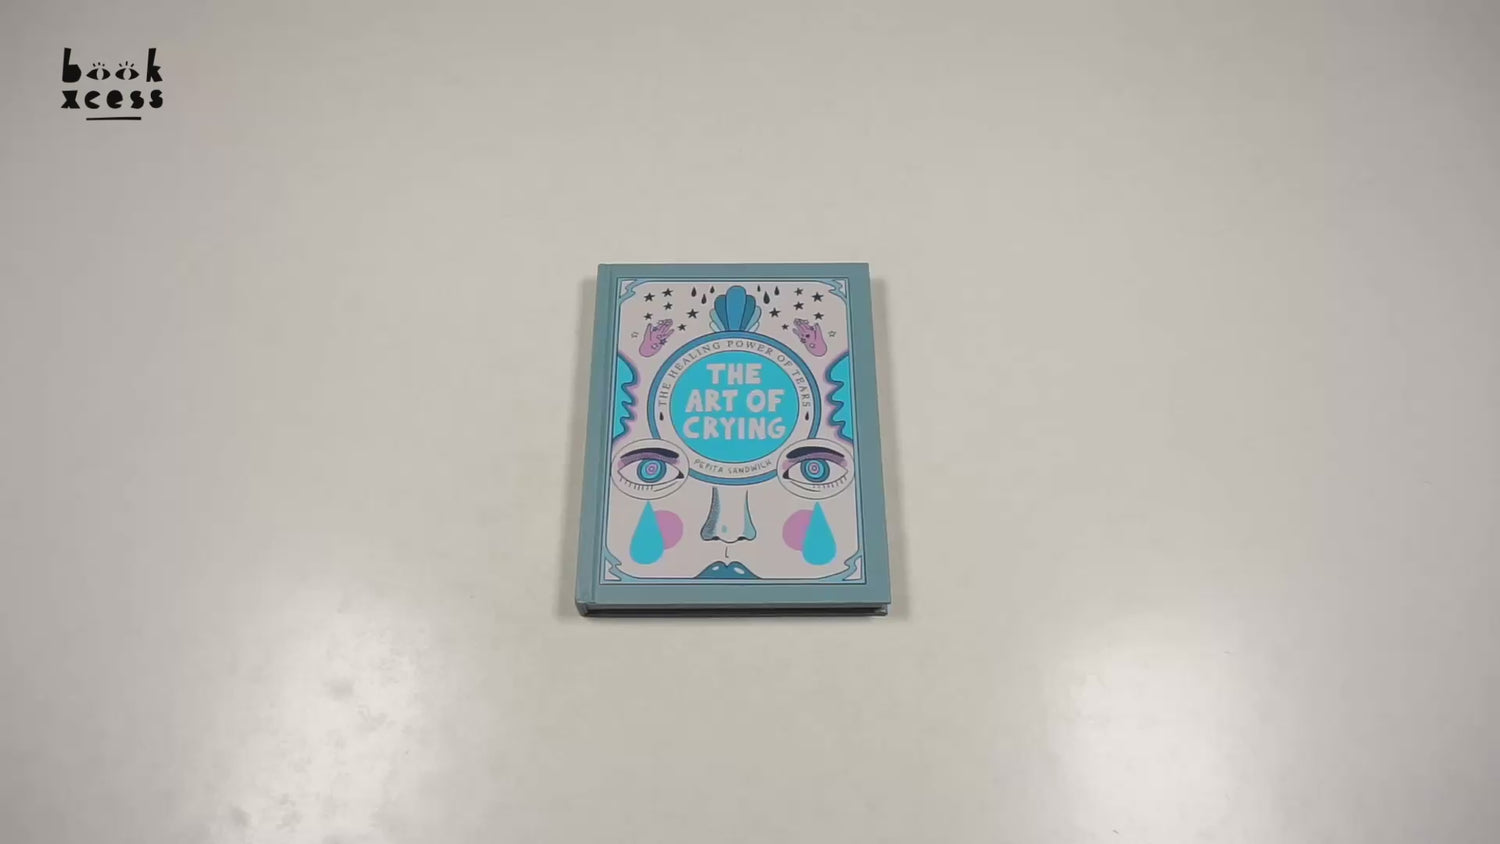 book
xcess
THE HEALING POWER OF TEARS
THE
ART OF
CRYING
PEPITA SANDWICH